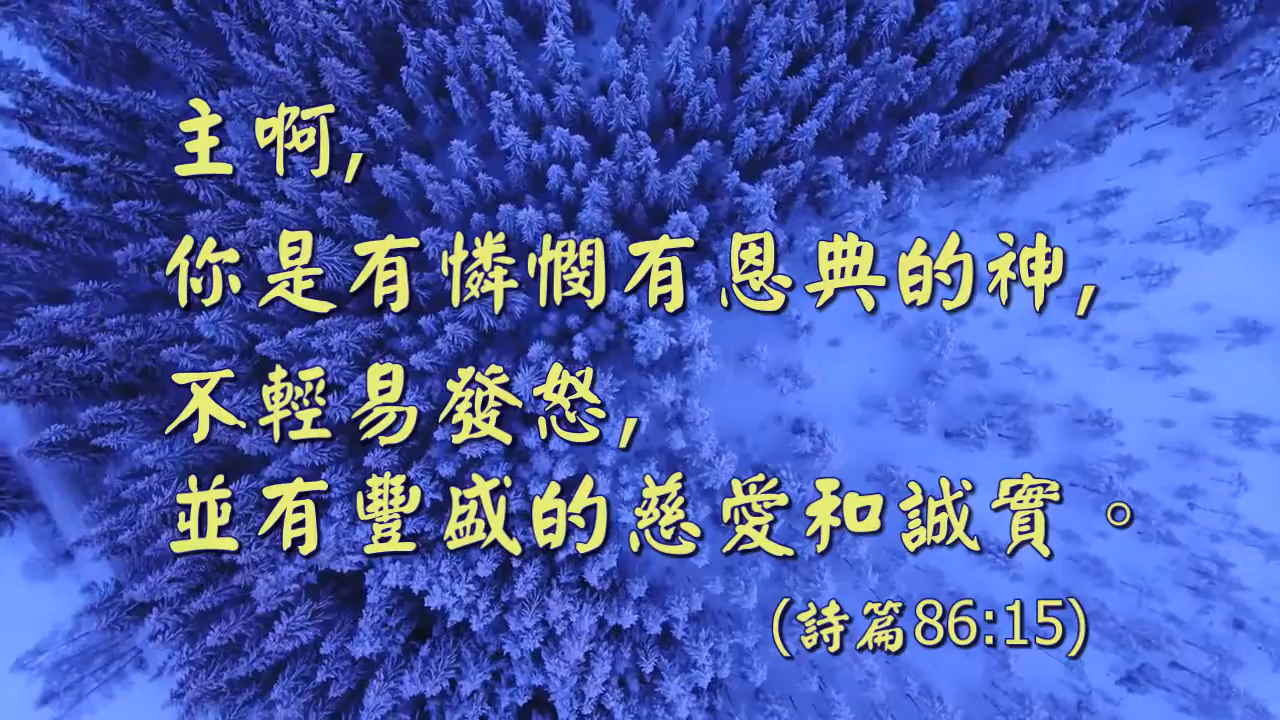 主啊,
你是有憐憫有恩典的神,
不輕易發怒,
並有豐盛的慈愛和誠實。
(詩篇86:15)